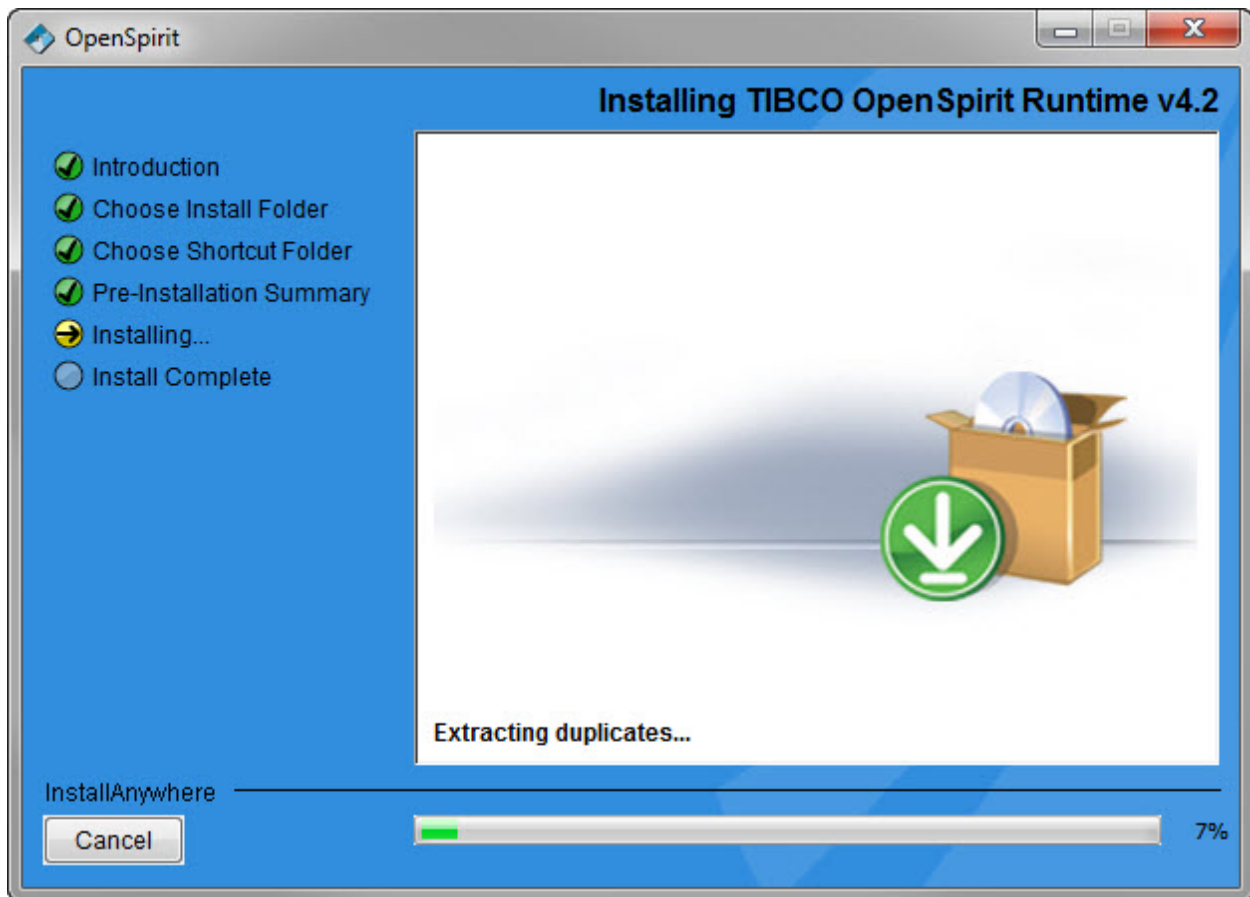 OpenSpirit
Installing TIBCO OpenSpirit Runtime v4.2
Introduction
Choose Install Folder
Choose Shortcut Folder
Pre-Installation Summary
Installing...
Install Complete
Extracting duplicates...
InstallAnywhere
Cancel
7%